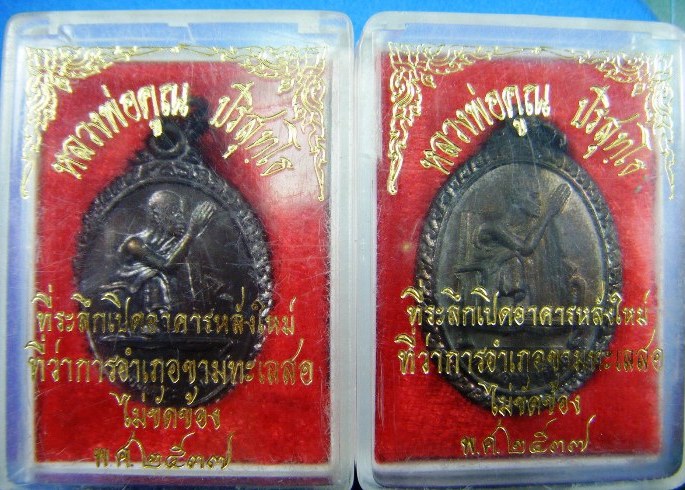 หลวงพ่อคูณ ปริสุทฺโธ
ที่ระลึกเปิดอาคารหลังใหม่
ที่ว่าการอำเภอขามทะเลสอ
ไม่ขัดข้อง
พ.ศ.๒๕๓๗
หลวงพ่อคูณ ปริสุทฺโธ
ที่ระลึกเปิดอาคารหลังใหม่
ที่ว่าการอำเภอขามทะเลสอ
ไม่ขัดข้อง
พ.ศ.๒๕๓๗